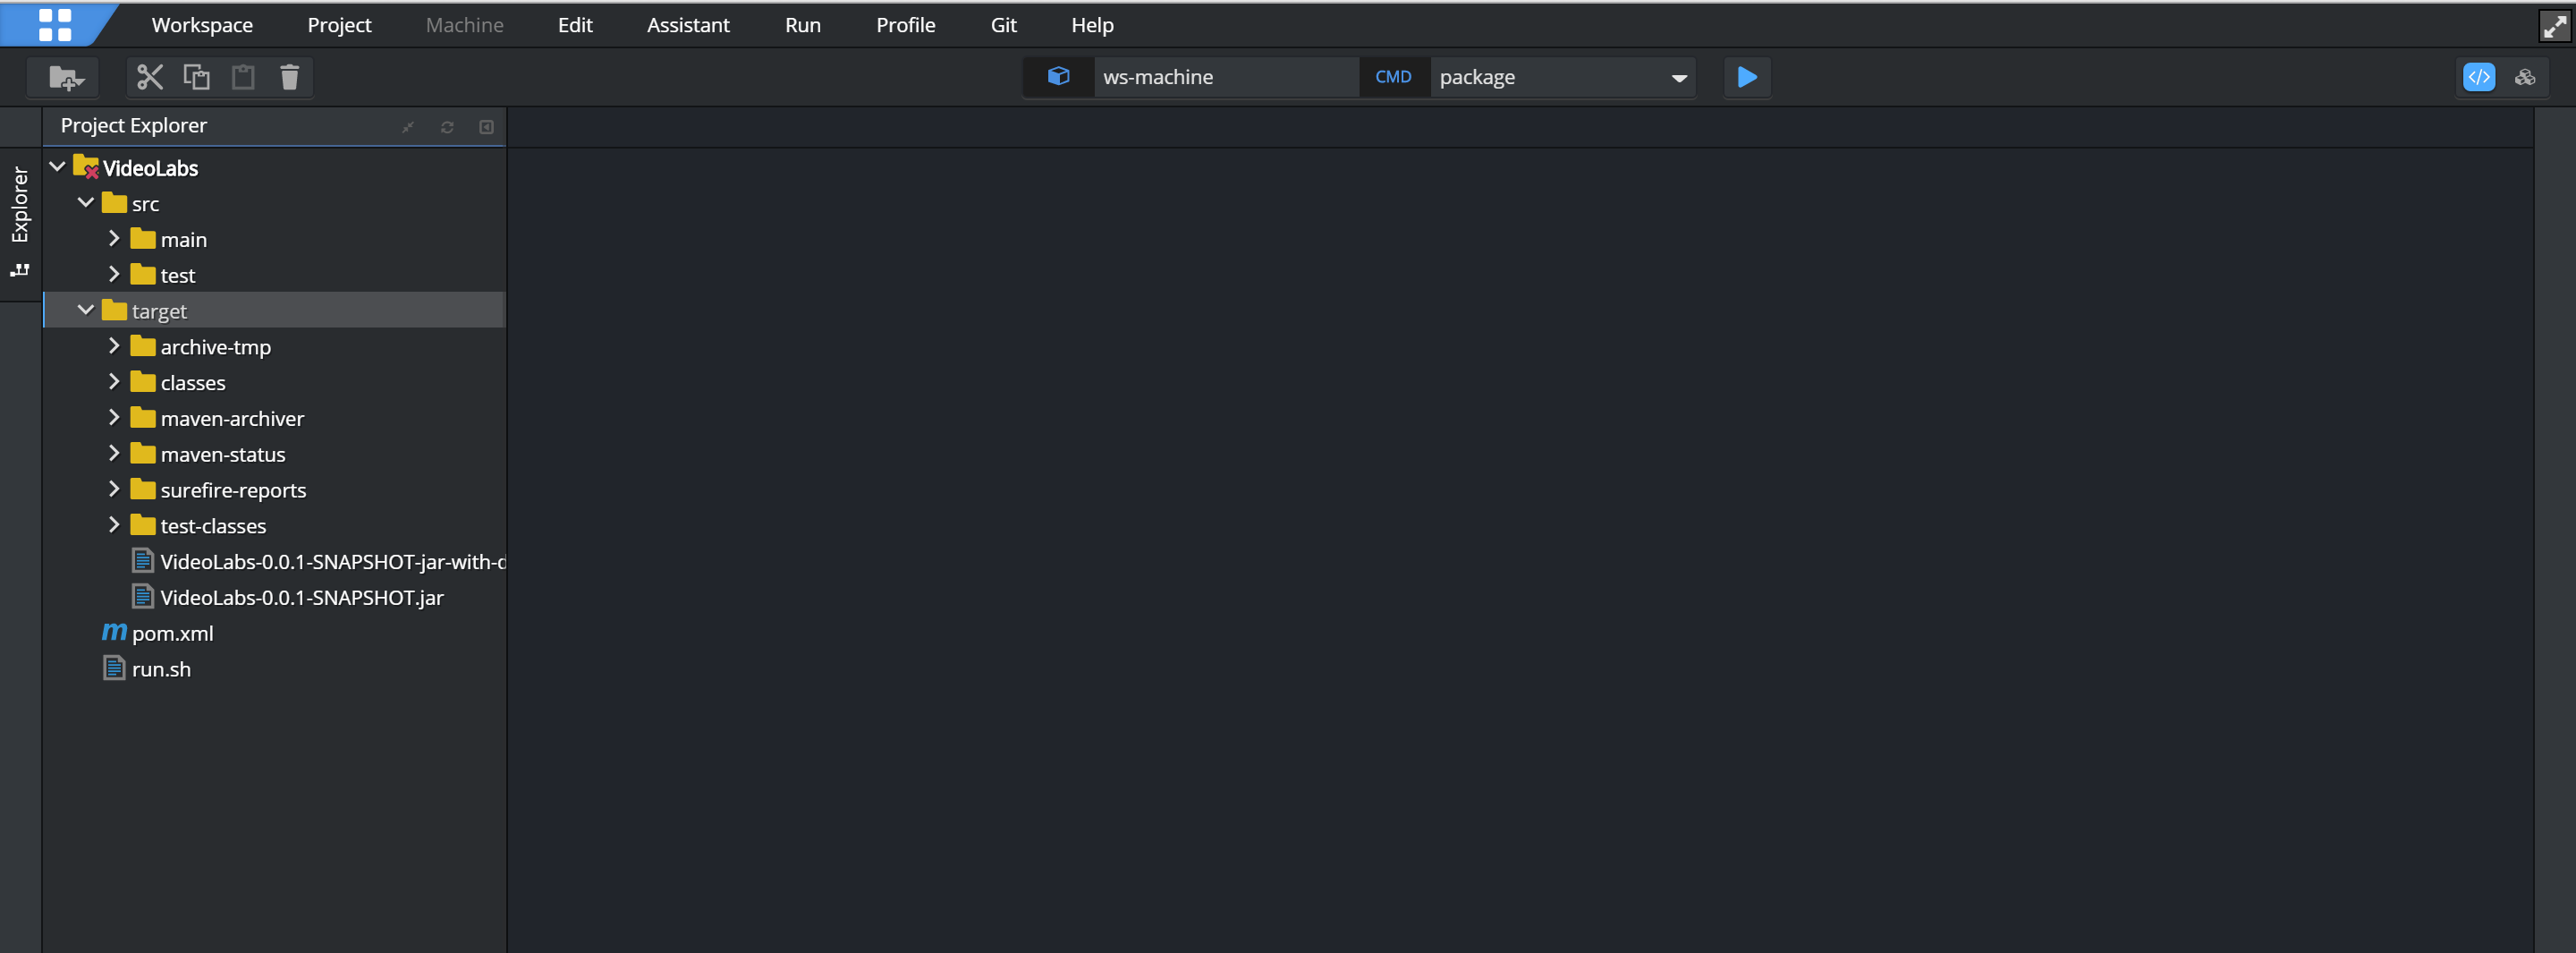 Workspace Project Machine Edit Assistant Run Profile Git Help
ws-machine CMD package
Project Explorer
Explorer
VideoLabs
src
main
test
target
archive-tmp
classes
maven-archiver
maven-status
surefire-reports
test-classes
VideoLabs-0.0.1-SNAPSHOT-jar-with-d
VideoLabs-0.0.1-SNAPSHOT.jar
m pom.xml
run.sh